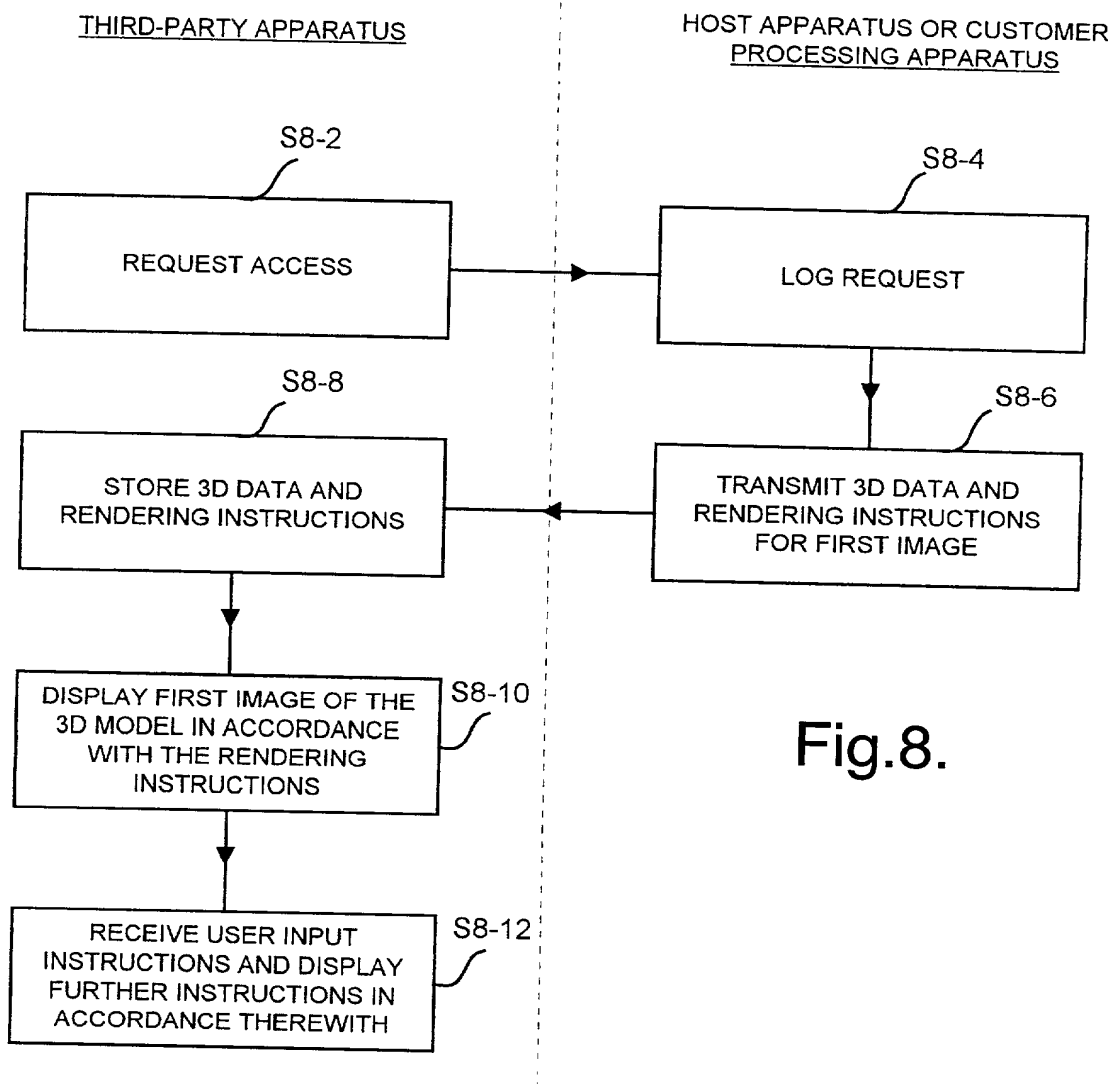 THIRD-PARTY APPARATUS
HOST APPARATUS OR CUSTOMER
PROCESSING APPARATUS
S8-2
REQUEST ACCESS
S8-4
LOG REQUEST
S8-8
STORE 3D DATA AND
RENDERING INSTRUCTIONS
S8-6
TRANSMIT 3D DATA AND
RENDERING INSTRUCTIONS
FOR FIRST IMAGE
DISPLAY FIRST IMAGE OF THE
3D MODEL IN ACCORDANCE
WITH THE RENDERING
INSTRUCTIONS
S8-10
Fig.8.
RECEIVE USER INPUT
INSTRUCTIONS AND DISPLAY
FURTHER INSTRUCTIONS IN
ACCORDANCE THEREWITH
S8-12